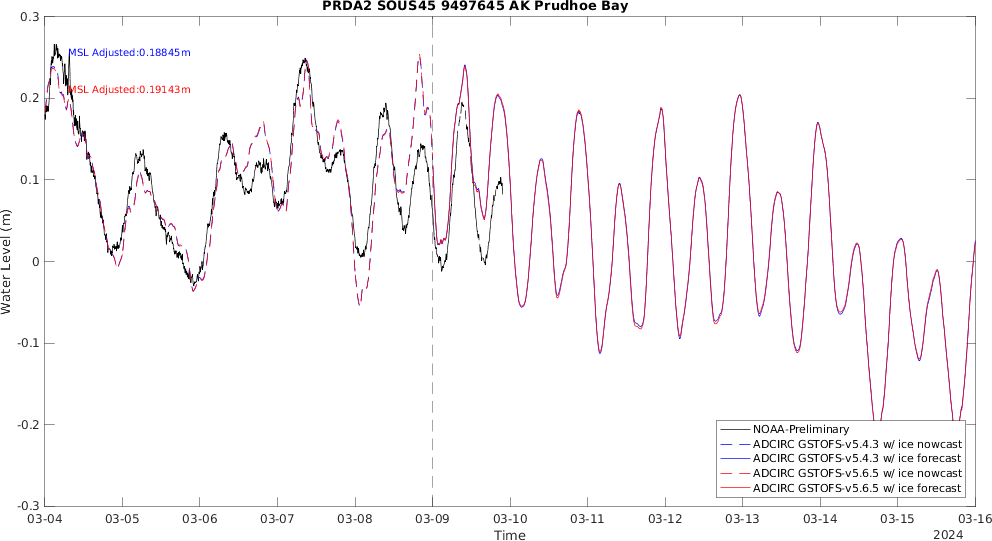 PRDA2 SOUS45 9497645 AK Prudhoe Bay
0.3
MSL Adjusted:0.18845m
MSL Adjusted:0.19143m
0.2
0.1
0
-0.1
-0.2
-0.3
Water Level (m)
NOAA-Preliminary
ADCIRC GSTOFS-v5.4.3 w/ ice nowcast
ADCIRC GSTOFS-v5.4.3 w/ ice forecast
ADCIRC GSTOFS-v5.6.5 w/ ice nowcast
ADCIRC GSTOFS-v5.6.5 w/ ice forecast
03-04 03-05 03-06 03-07 03-08 03-09 03-10 03-11 03-12 03-13 03-14 03-15 03-16
Time
2024